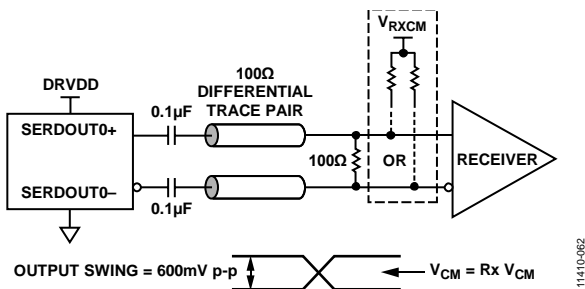 VRXCM
DRVDD
100Ω
DIFFERENTIAL
TRACE PAIR
0.1µF
SERDOUT0+
100Ω
OR
RECEIVER
SERDOUT0–
0.1µF
OUTPUT SWING = 600mV p-p
VCM = Rx VCM
11410-062